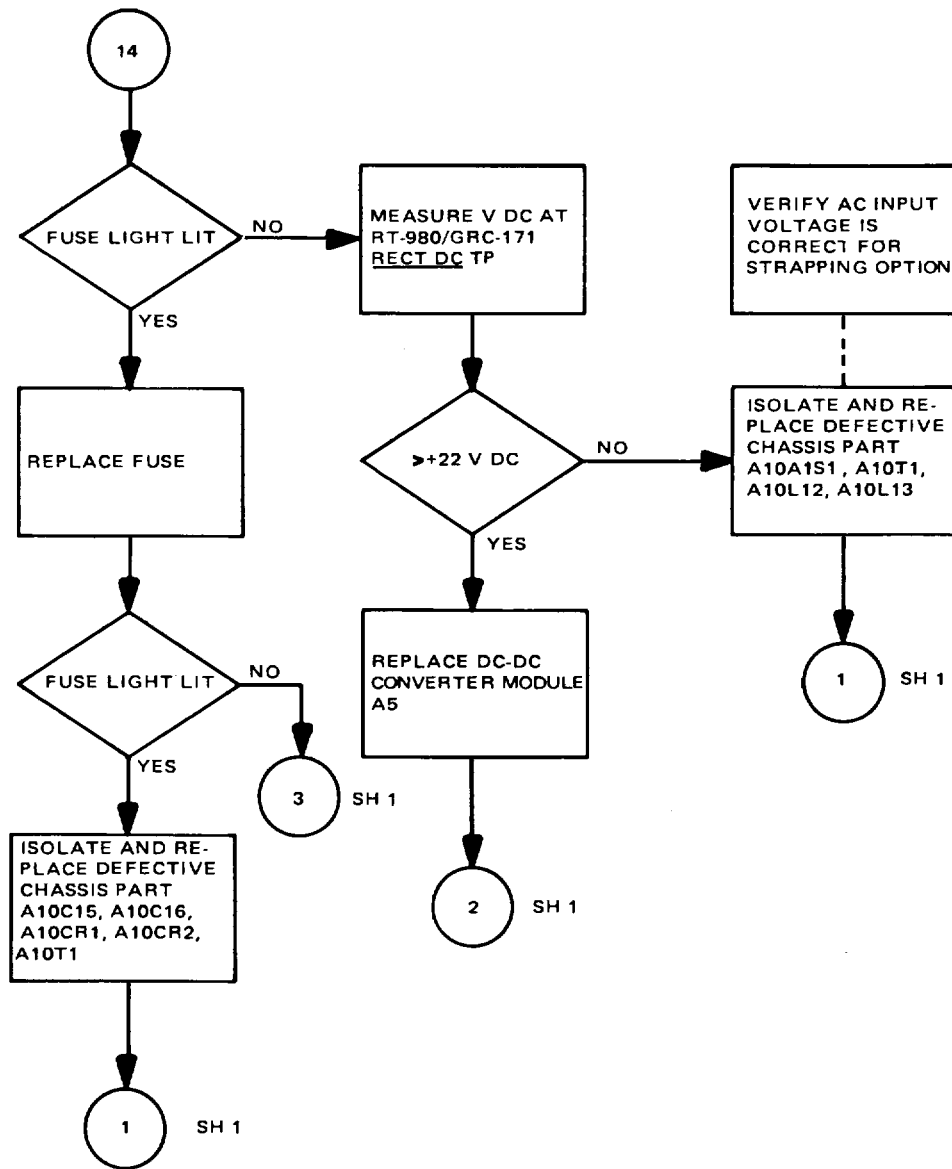 14
FUSE LIGHT LIT
NO
YES
REPLACE FUSE
FUSE LIGHT LIT
NO
YES
3
SH 1
ISOLATE AND RE-
PLACE DEFECTIVE
CHASSIS PART
A10C15, A10C16,
A10CR1, A10CR2,
A10T1
1
SH 1
MEASURE V DC AT
RT-980/GRC-171
RECT DC TP
≥+22 V DC
NO
YES
REPLACE DC-DC
CONVERTER MODULE
A5
2
SH 1
VERIFY AC INPUT
VOLTAGE IS
CORRECT FOR
STRAPPING OPTION
ISOLATE AND RE-
PLACE DEFECTIVE
CHASSIS PART
A10A1S1, A10T1,
A10L12, A10L13
1
SH 1